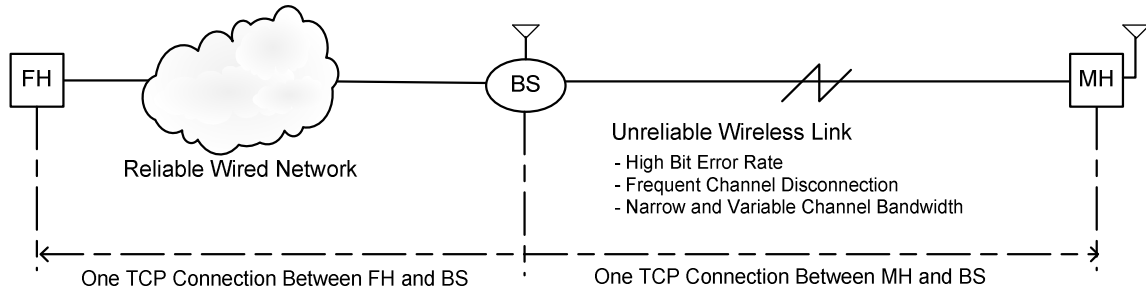 FH
BS
MH
Reliable Wired Network
Unreliable Wireless Link
- High Bit Error Rate
- Frequent Channel Disconnection
- Narrow and Variable Channel Bandwidth
One TCP Connection Between FH and BS
One TCP Connection Between MH and BS